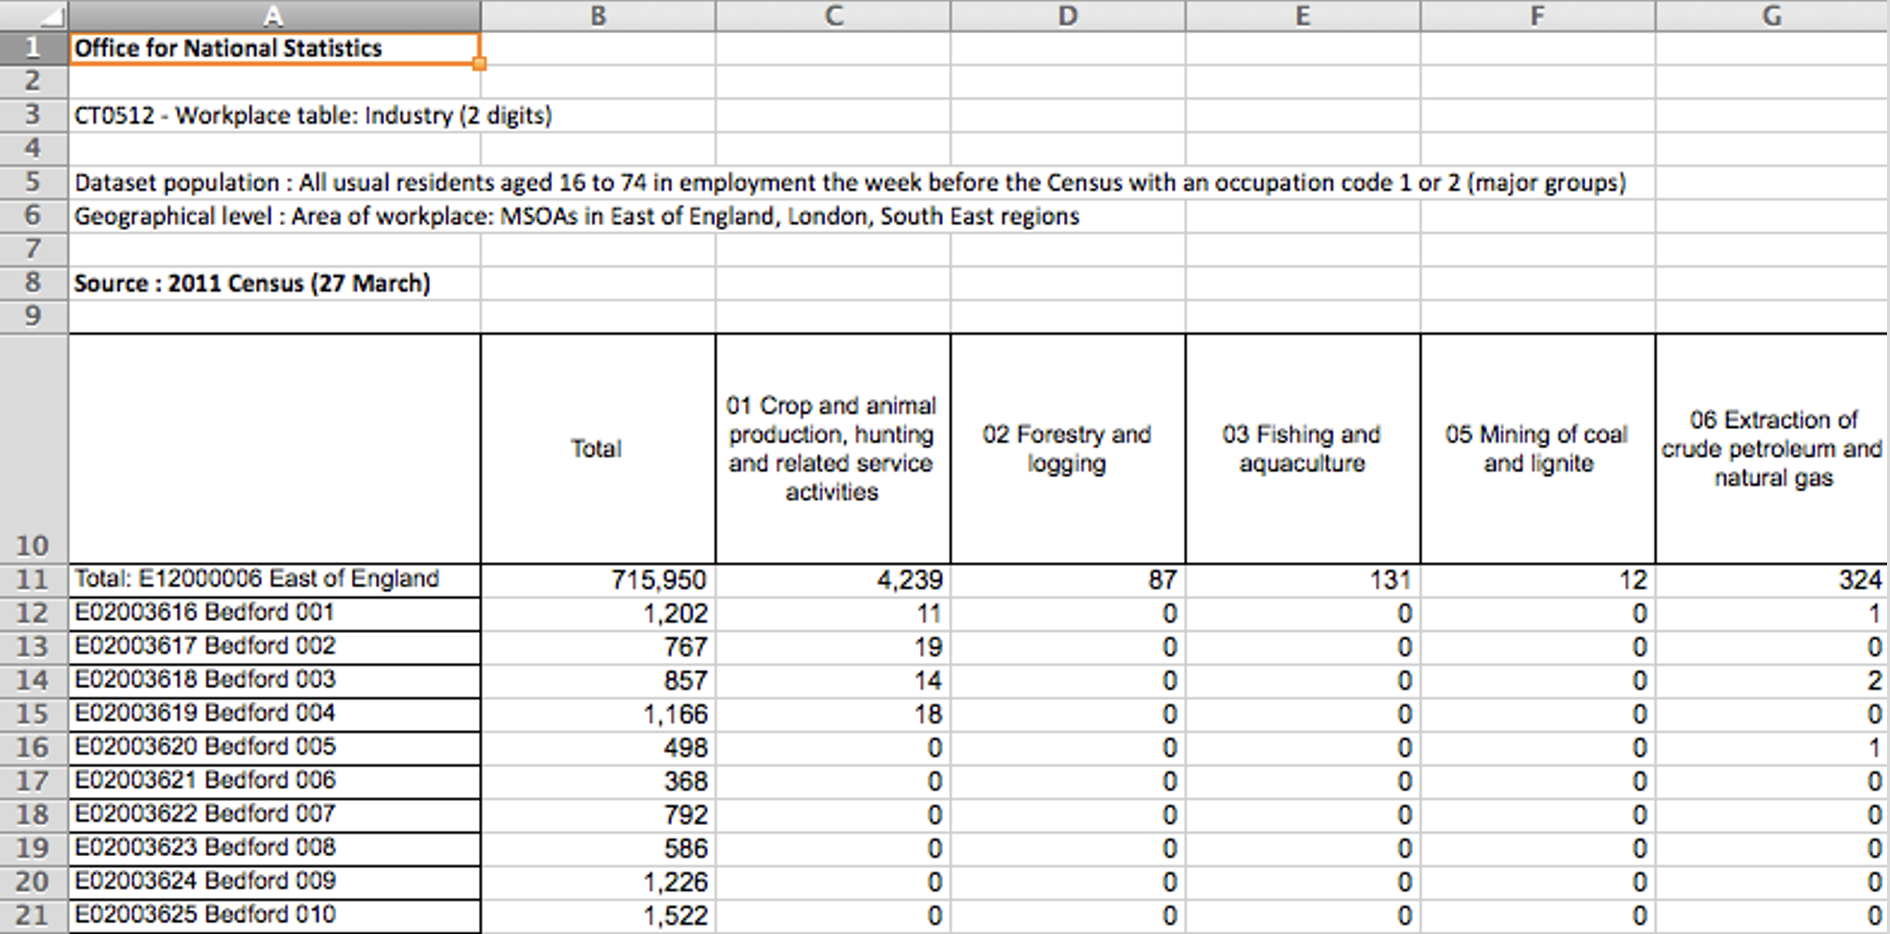 A B C D E F G
1 Office for National Statistics
2
3 CT0512 - Workplace table: Industry (2 digits)
4
5 Dataset population : All usual residents aged 16 to 74 in employment the week before the Census with an occupation code 1 or 2 (major groups)
6 Geographical level : Area of workplace: MSOAs in East of England, London, South East regions
7
8 Source : 2011 Census (27 March)
9
Total
01 Crop and animal
production, hunting
and related service
activities
02 Forestry and
logging
03 Fishing and
aquaculture
05 Mining of coal
and lignite
06 Extraction of
crude petroleum and
natural gas
10
11 Total: E12000006 East of England 715,950 4,239 87 131 12 324
12 E02003616 Bedford 001 1,202 11 0 0 0 1
13 E02003617 Bedford 002 767 19 0 0 0 0
14 E02003618 Bedford 003 857 14 0 0 0 2
15 E02003619 Bedford 004 1,166 18 0 0 0 0
16 E02003620 Bedford 005 498 0 0 0 0 1
17 E02003621 Bedford 006 368 0 0 0 0 0
18 E02003622 Bedford 007 792 0 0 0 0 0
19 E02003623 Bedford 008 586 0 0 0 0 0
20 E02003624 Bedford 009 1,226 0 0 0 0 0
21 E02003625 Bedford 010 1,522 0 0 0 0 0